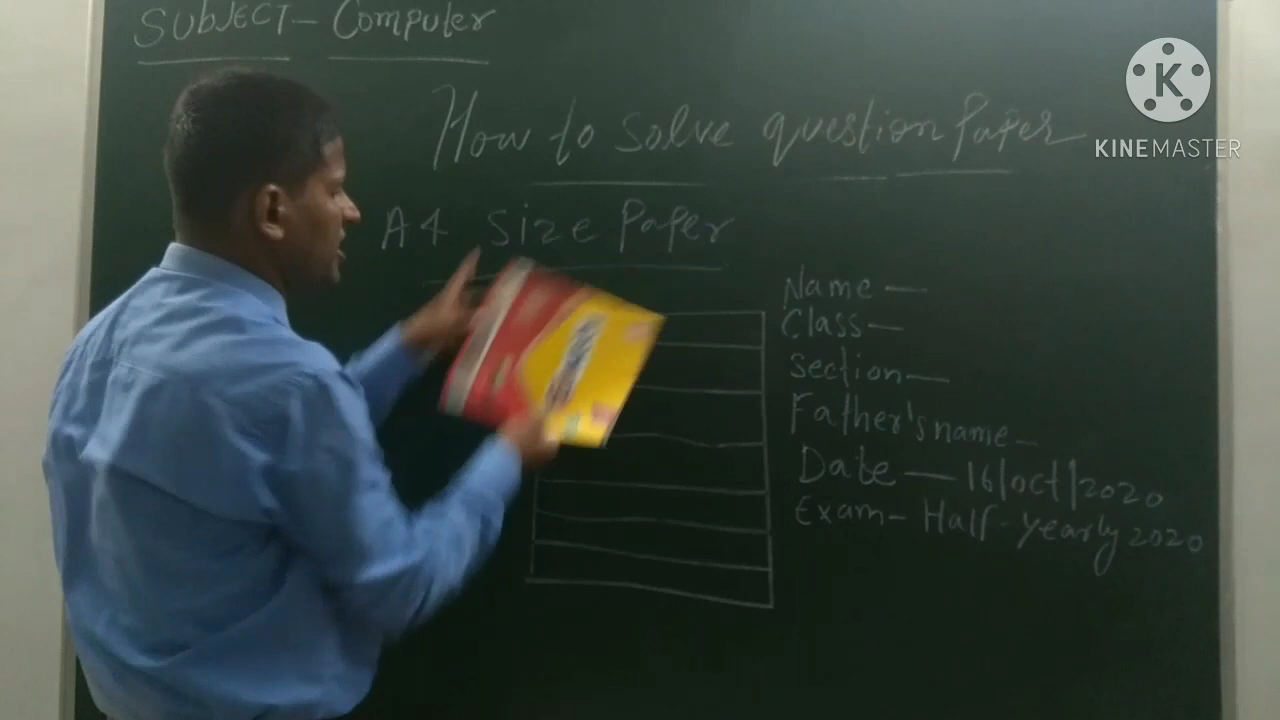 SUBJECT- Computer
How to solve question Paper
A4 Size Paper
Name -
Class-
Section-
Father's name -
Date - 16/oct/2020
Exam- Half-yearly 2020
K
KINEMASTER